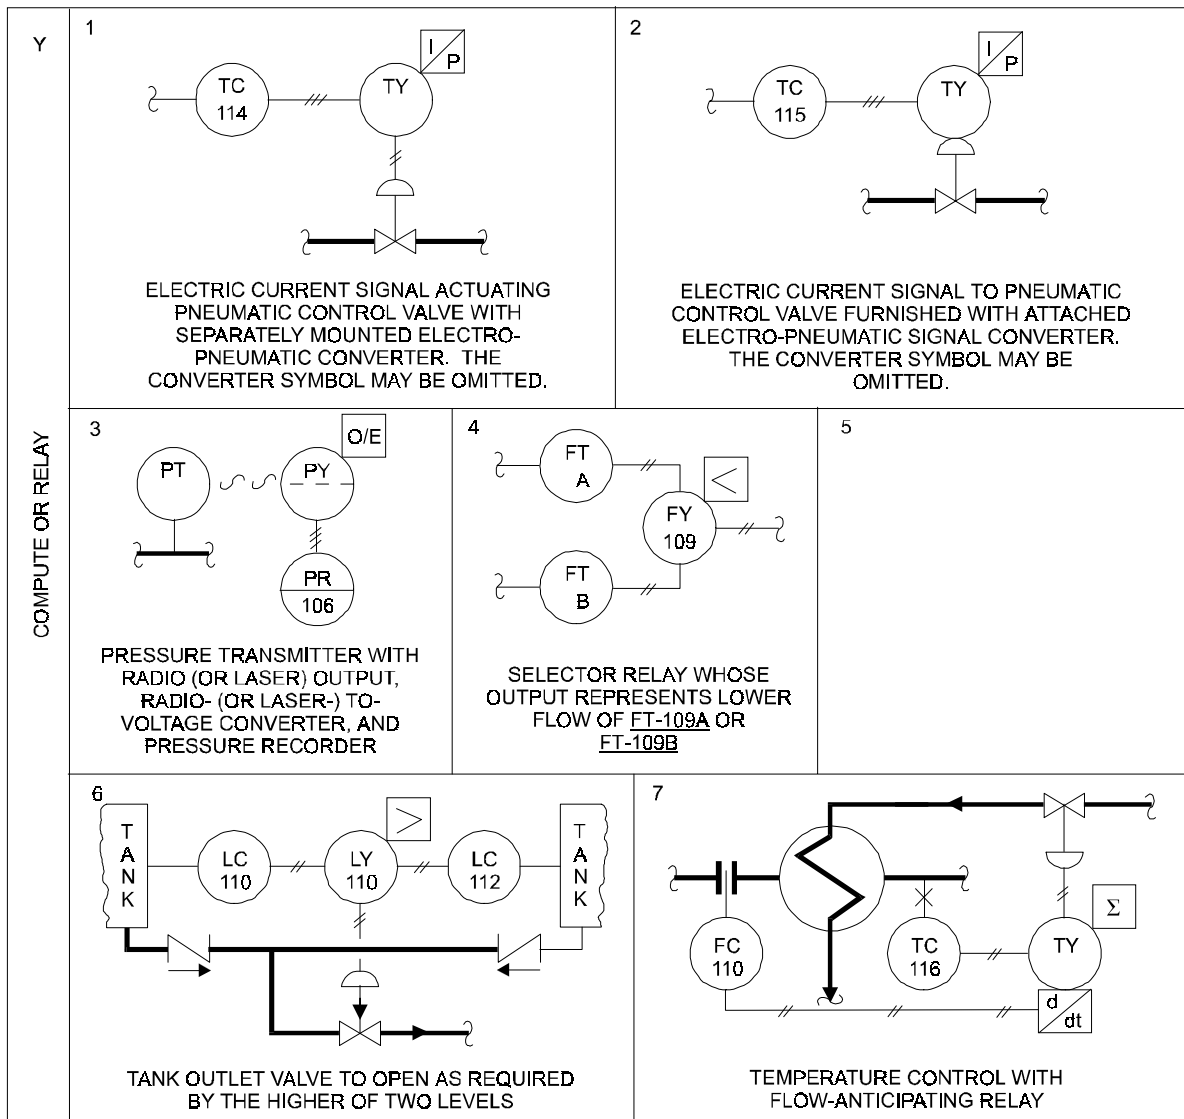 Y
COMPUTE OR RELAY
1
I
P
TC
114
TY
ELECTRIC CURRENT SIGNAL ACTUATING
PNEUMATIC CONTROL VALVE WITH
SEPARATELY MOUNTED ELECTRO-
PNEUMATIC CONVERTER. THE
CONVERTER SYMBOL MAY BE OMITTED.
2
I
P
TC
115
TY
ELECTRIC CURRENT SIGNAL TO PNEUMATIC
CONTROL VALVE FURNISHED WITH ATTACHED
ELECTRO-PNEUMATIC SIGNAL CONVERTER.
THE CONVERTER SYMBOL MAY BE
OMITTED.
3
O/E
PT
PY
PR
106
PRESSURE TRANSMITTER WITH
RADIO (OR LASER) OUTPUT,
RADIO- (OR LASER-) TO-
VOLTAGE CONVERTER, AND
PRESSURE RECORDER
4
FT
A
<
FY
109
FT
B
SELECTOR RELAY WHOSE
OUTPUT REPRESENTS LOWER
FLOW OF FT-109A OR
FT-109B
5
6
TANK
LC
110
LY
110
>
LC
112
TANK
TANK OUTLET VALVE TO OPEN AS REQUIRED
BY THE HIGHER OF TWO LEVELS
7
FC
110
TC
116
TY
Σ
d
dt
TEMPERATURE CONTROL WITH
FLOW-ANTICIPATING RELAY